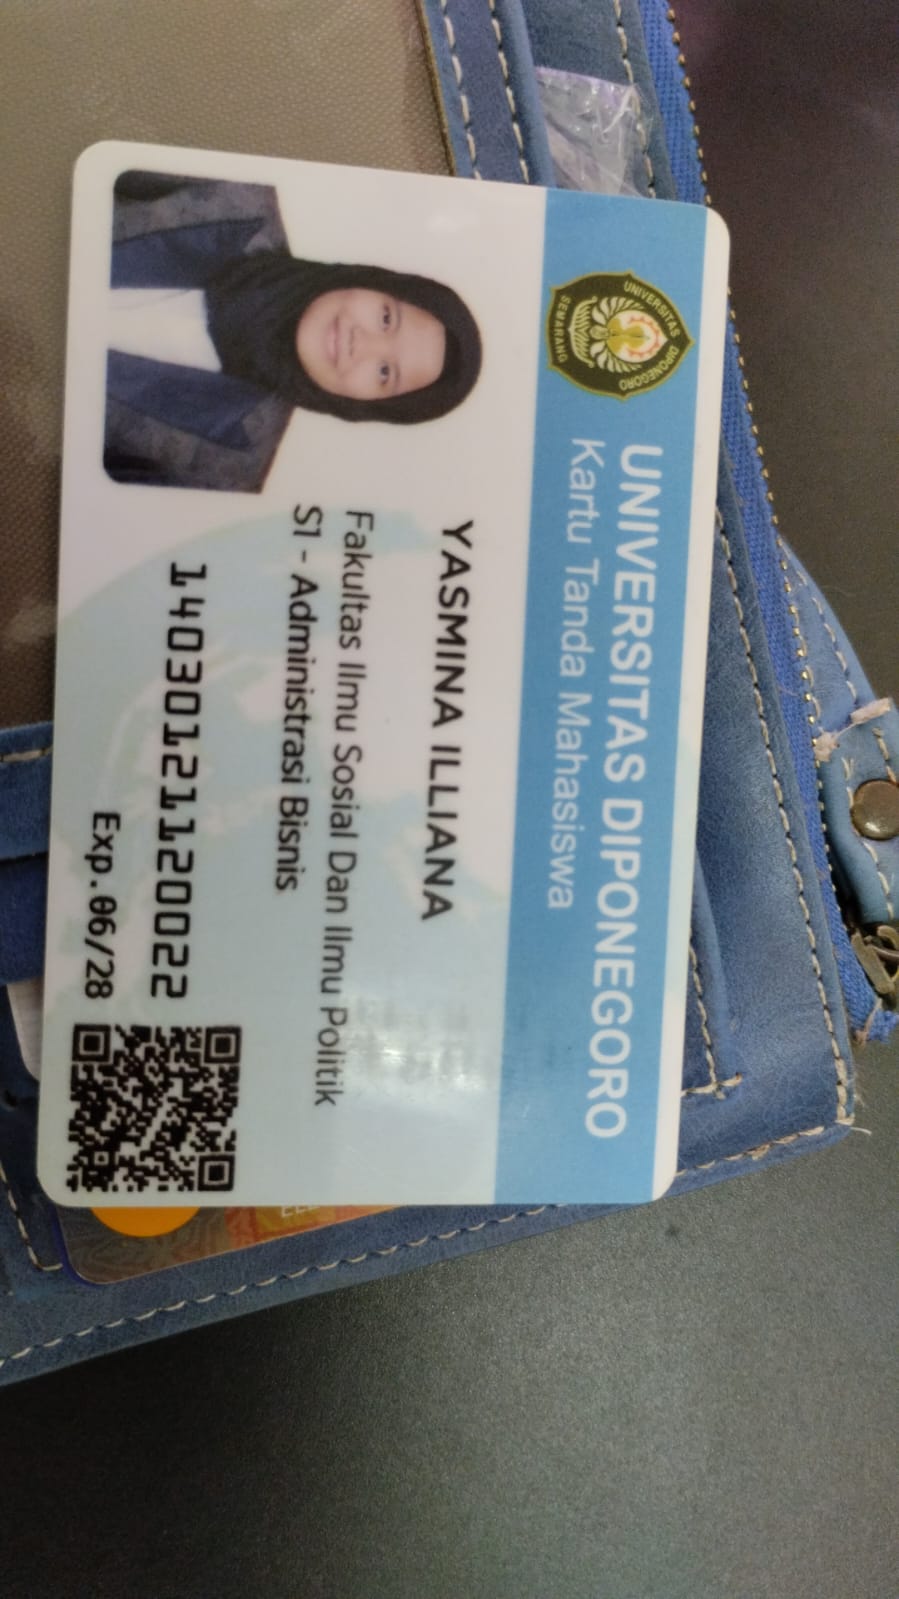 UNIVERSITAS DIPONEGORO
Kartu Tanda Mahasiswa
UNIVERSITAS DIPONEGORO
SEMARANG
YASMINA ILLIANA
Fakultas Ilmu Sosial Dan Ilmu Politik
S1 - Administrasi Bisnis
14030121120022
Exp.06/28